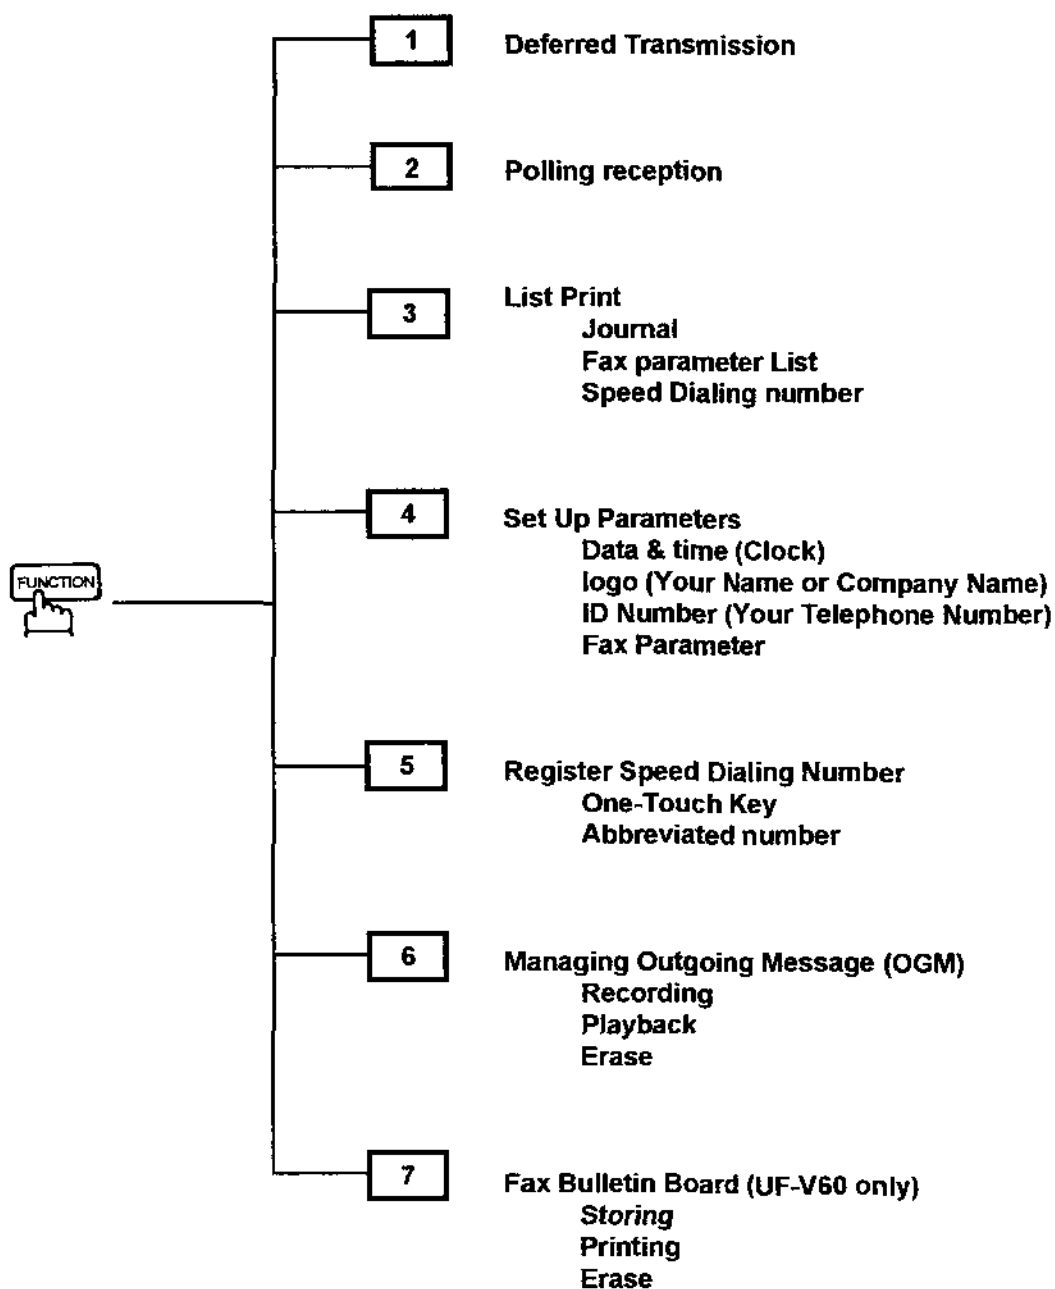 1 Deferred Transmission
2 Polling reception
3 List Print
Journal
Fax parameter List
Speed Dialing number
4 Set Up Parameters
Data & time (Clock)
logo (Your Name or Company Name)
FUNCTION
ID Number (Your Telephone Number)
Fax Parameter
5 Register Speed Dialing Number
One-Touch Key
Abbreviated number
6 Managing Outgoing Message (OGM)
Recording
Playback
Erase
7 Fax Bulletin Board (UF-V60 only)
Storing
Printing
Erase